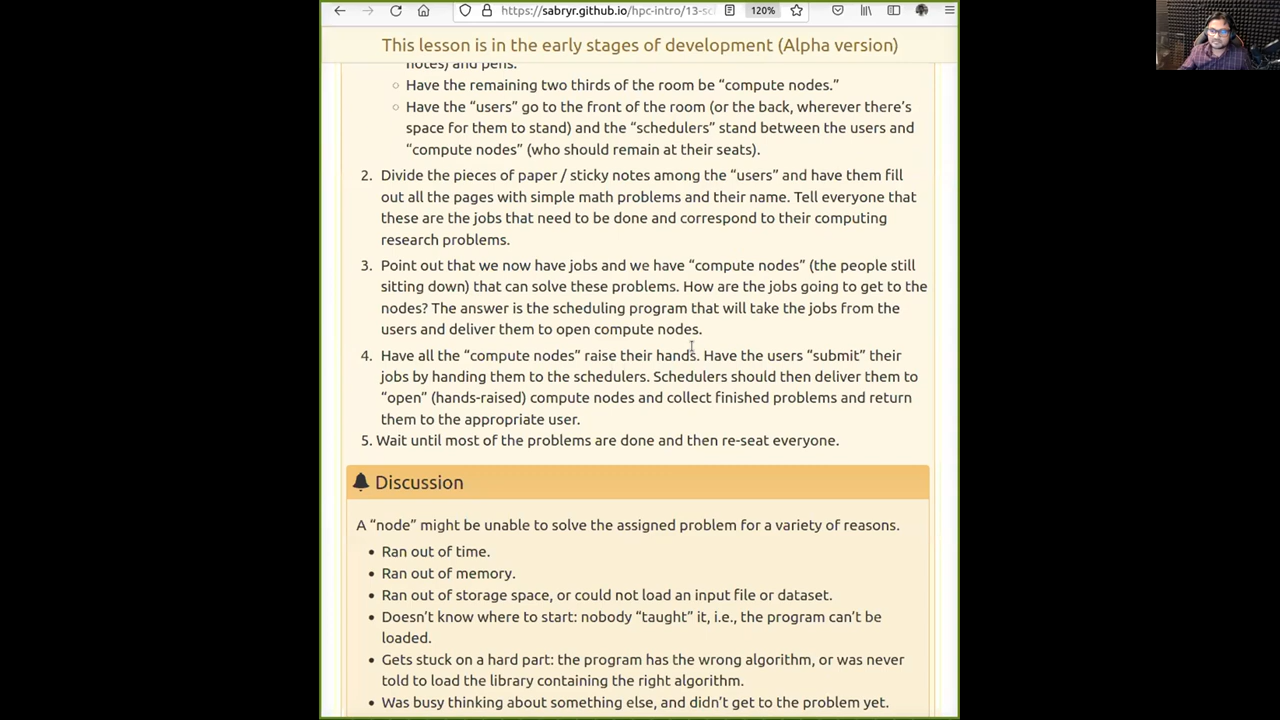 https://sabryr.github.io/hpc-intro/13-sc
120%
This lesson is in the early stages of development (Alpha version)
notes) and pens.
Have the remaining two thirds of the room be “compute nodes.”
Have the “users” go to the front of the room (or the back, wherever there’s
space for them to stand) and the “schedulers” stand between the users and
“compute nodes” (who should remain at their seats).
2. Divide the pieces of paper / sticky notes among the “users” and have them fill
out all the pages with simple math problems and their name. Tell everyone that
these are the jobs that need to be done and correspond to their computing
research problems.
3. Point out that we now have jobs and we have “compute nodes” (the people still
sitting down) that can solve these problems. How are the jobs going to get to the
nodes? The answer is the scheduling program that will take the jobs from the
users and deliver them to open compute nodes.
4. Have all the “compute nodes” raise their hands. Have the users “submit” their
jobs by handing them to the schedulers. Schedulers should then deliver them to
“open” (hands-raised) compute nodes and collect finished problems and return
them to the appropriate user.
5. Wait until most of the problems are done and then re-seat everyone.
Discussion
A “node” might be unable to solve the assigned problem for a variety of reasons.
• Ran out of time.
• Ran out of memory.
• Ran out of storage space, or could not load an input file or dataset.
• Doesn’t know where to start: nobody “taught” it, i.e., the program can’t be
loaded.
• Gets stuck on a hard part: the program has the wrong algorithm, or was never
told to load the library containing the right algorithm.
• Was busy thinking about something else, and didn’t get to the problem yet.